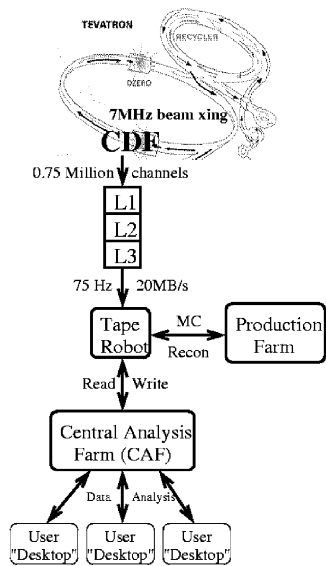 TEVATRON
RECYCLER
DZERO
7MHz beam xing
CDF
0.75 Million channels
L1
L2
L3
75 Hz 20MB/s
Tape
Robot
MC
Recon
Production
Farm
Read Write
Central Analysis
Farm (CAF)
Data Analysis
User
"Desktop"
User
"Desktop"
User
"Desktop"